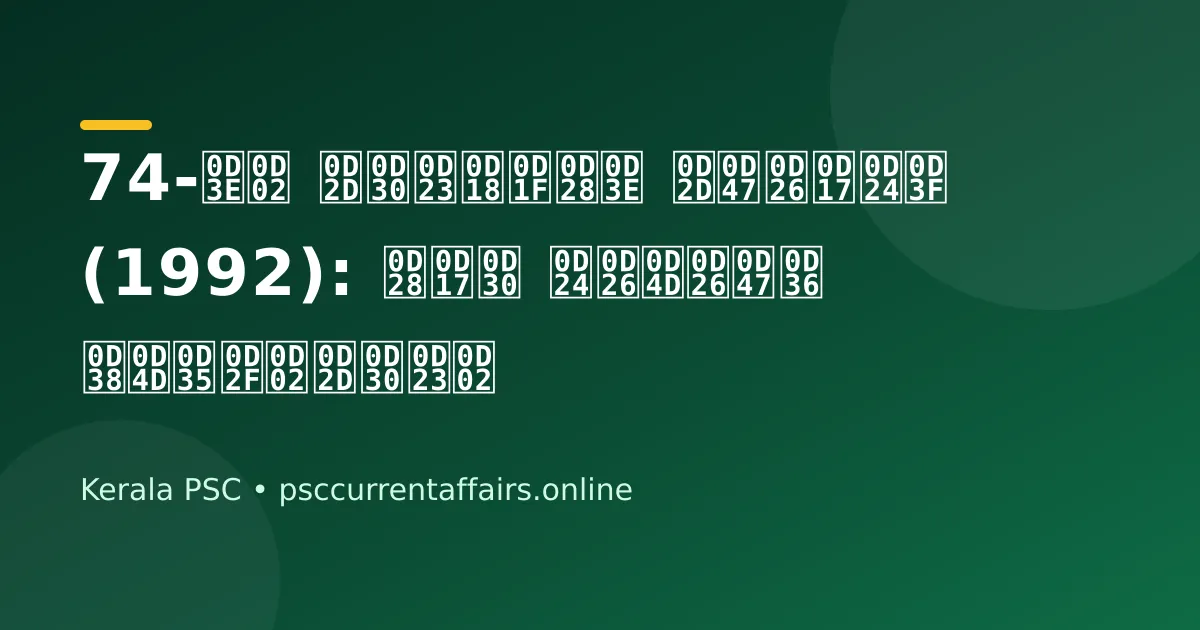 74-ാം ഭരണഘടനാ ഭേദഗതി
(1992): നഗര തദ്ദേശ
സ്വയംഭരണം
Kerala PSC • psccurrentaffairs.online